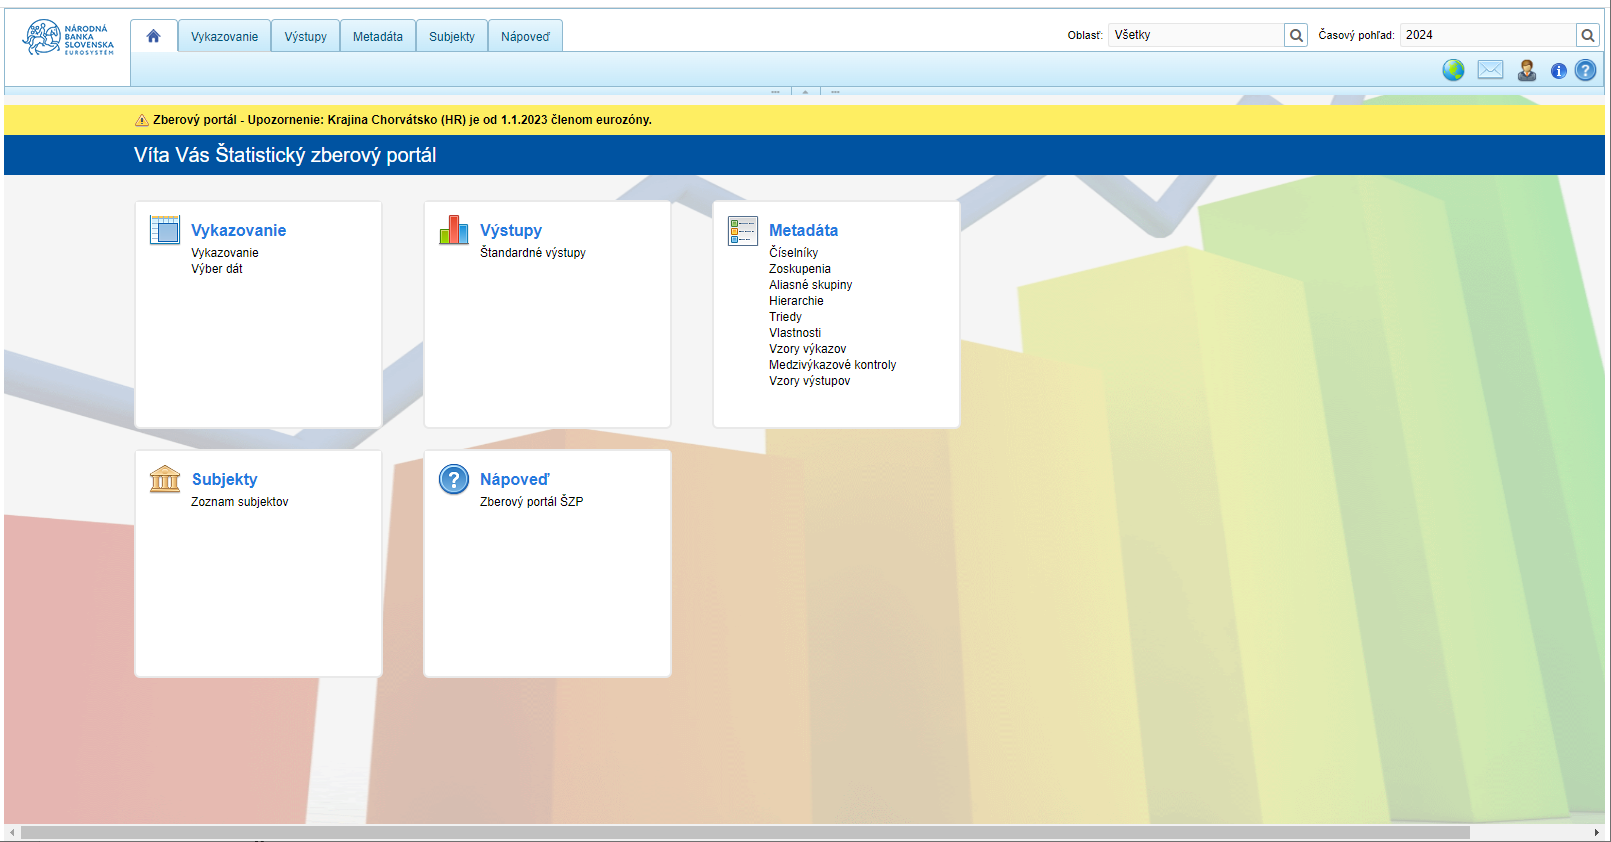 NÁRODNÁ
BANKA
SLOVENSKA
EUROSYSTÉM
Vykazovanie
Výstupy
Metadáta
Subjekty
Nápoveď
Oblasť:
Všetky
Časový pohľad:
2024
Zberový portál - Upozornenie: Krajina Chorvátsko (HR) je od 1.1.2023 členom eurozóny.
Víta Vás Štatistický zberový portál
Vykazovanie
Vykazovanie
Výber dát
Výstupy
Štandardné výstupy
Metadáta
Číselníky
Zoskupenia
Aliasné skupiny
Hierarchie
Triedy
Vlastnosti
Vzory výkazov
Medzivýkazové kontroly
Vzory výstupov
Subjekty
Zoznam subjektov
Nápoveď
Zberový portál ŠZP